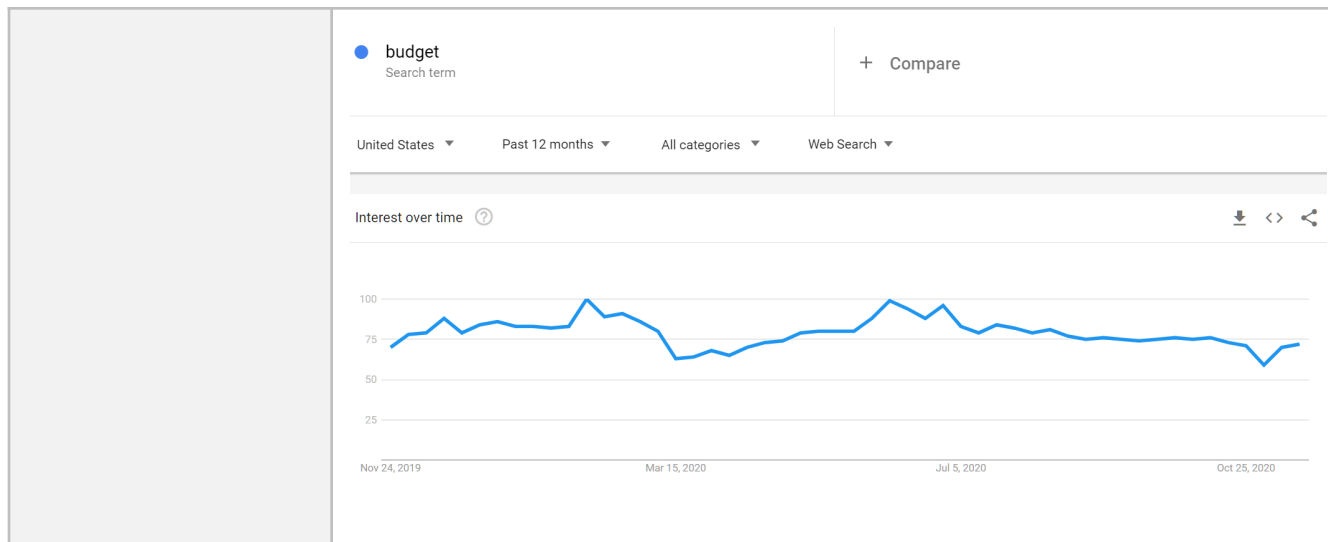 budget
Search term
+ Compare
United States
Past 12 months
All categories
Web Search
Interest over time ?
100
75
50
25
Nov 24, 2019
Mar 15, 2020
Jul 5, 2020
Oct 25, 2020